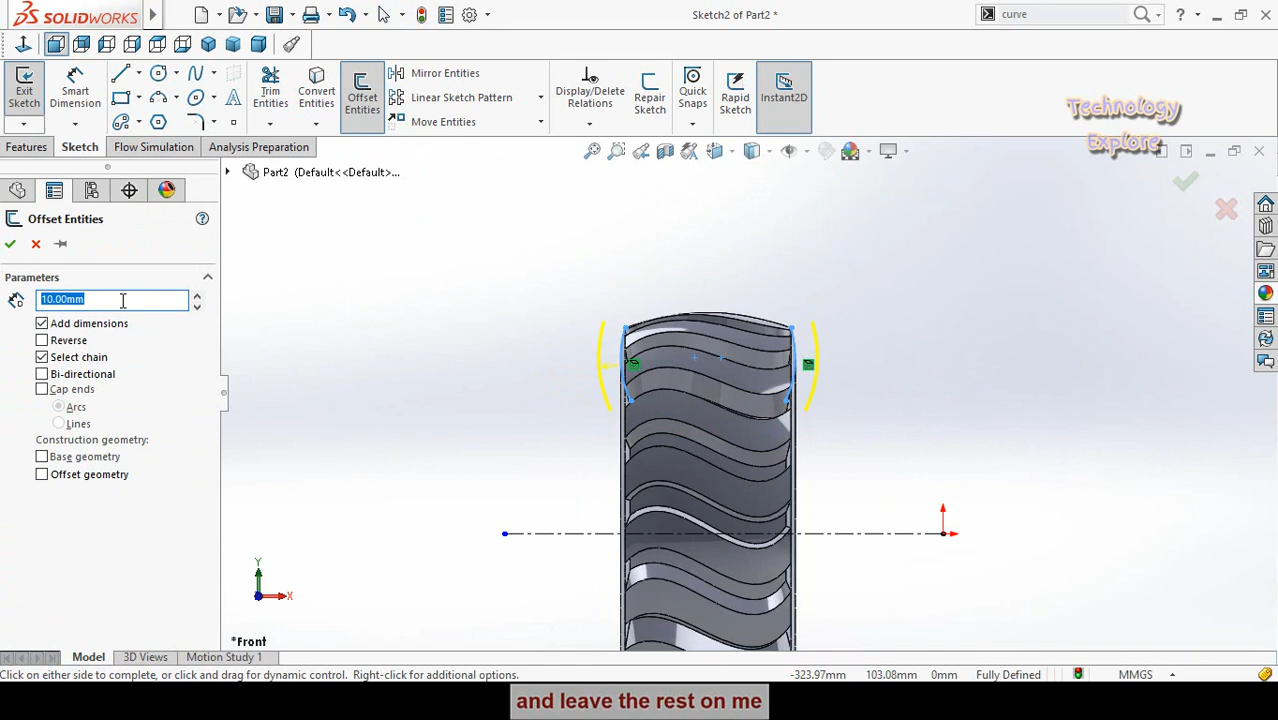 SOLIDWORKS
Sketch2 of Part2 *
curve
Exit Sketch
Smart Dimension
Trim Entities
Convert Entities
Offset Entities
Mirror Entities
Linear Sketch Pattern
Move Entities
Display/Delete Relations
Repair Sketch
Quick Snaps
Rapid Sketch
Instant2D
Technology
Explore
Features
Sketch
Direct Simulation
Analysis Preparation
Part2 (Default<<Default>...
Offset Entities
Parameters
10.00mm
Add dimensions
Reverse
Select chain
Bi-directional
Cap ends
Arcs
Lines
Construction geometry:
Base geometry
Offset geometry
Y
X
*Front
Model
3D Views
Motion Study 1
Click on either side to complete, or click and drag for dynamic control. Right-click for additional options.
-323.97mm
103.08mm
0mm
Fully Defined
MMGS
and leave the rest on me